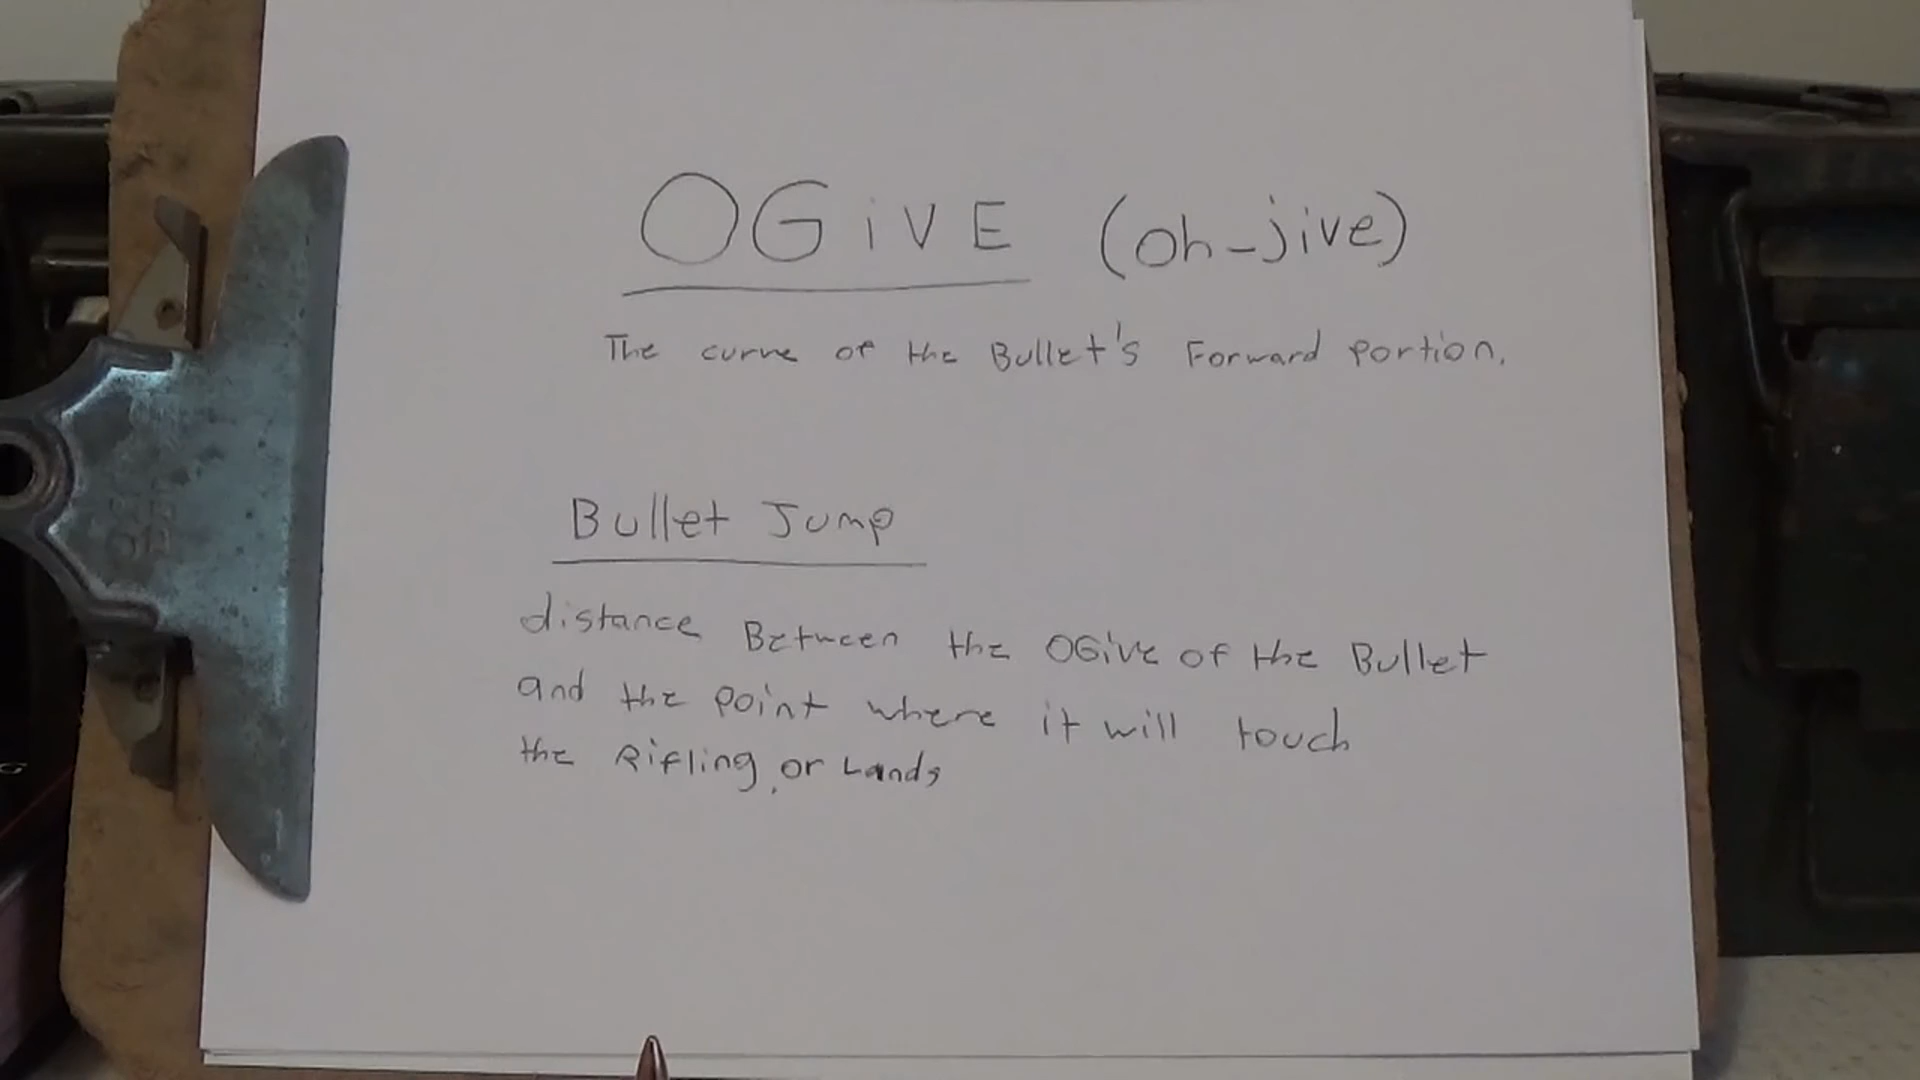 OGiVE (oh-jive)
The curve of the Bullet's Forward portion.
Bullet Jump
distance Between the OGive of the Bullet
and the point where it will touch
the Rifling, or Lands